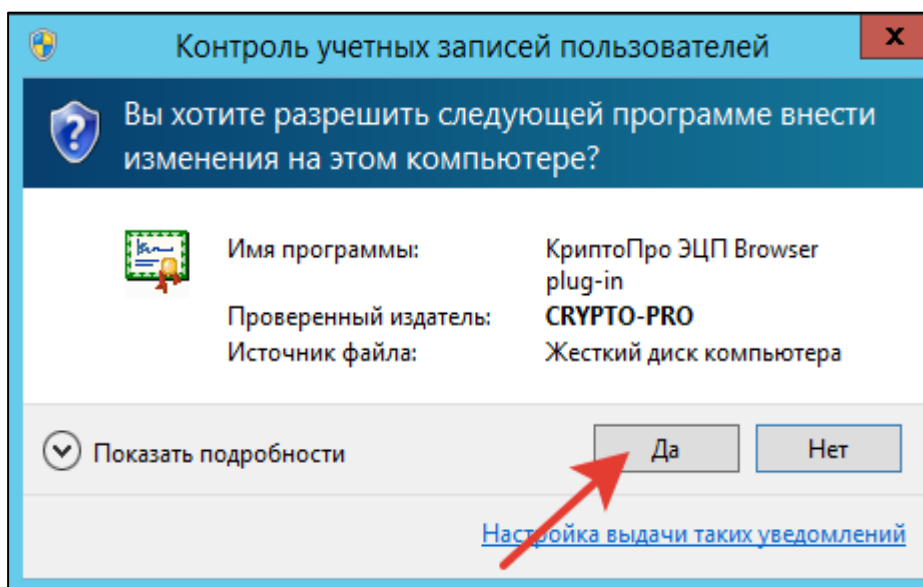 Контроль учетных записей пользователей
x
Вы хотите разрешить следующей программе внести
изменения на этом компьютере?
Имя программы: КриптоПро ЭЦП Browser
plug-in
Проверенный издатель: CRYPTO-PRO
Источник файла: Жесткий диск компьютера
Показать подробности
Да
Нет
Настройка выдачи таких уведомлений